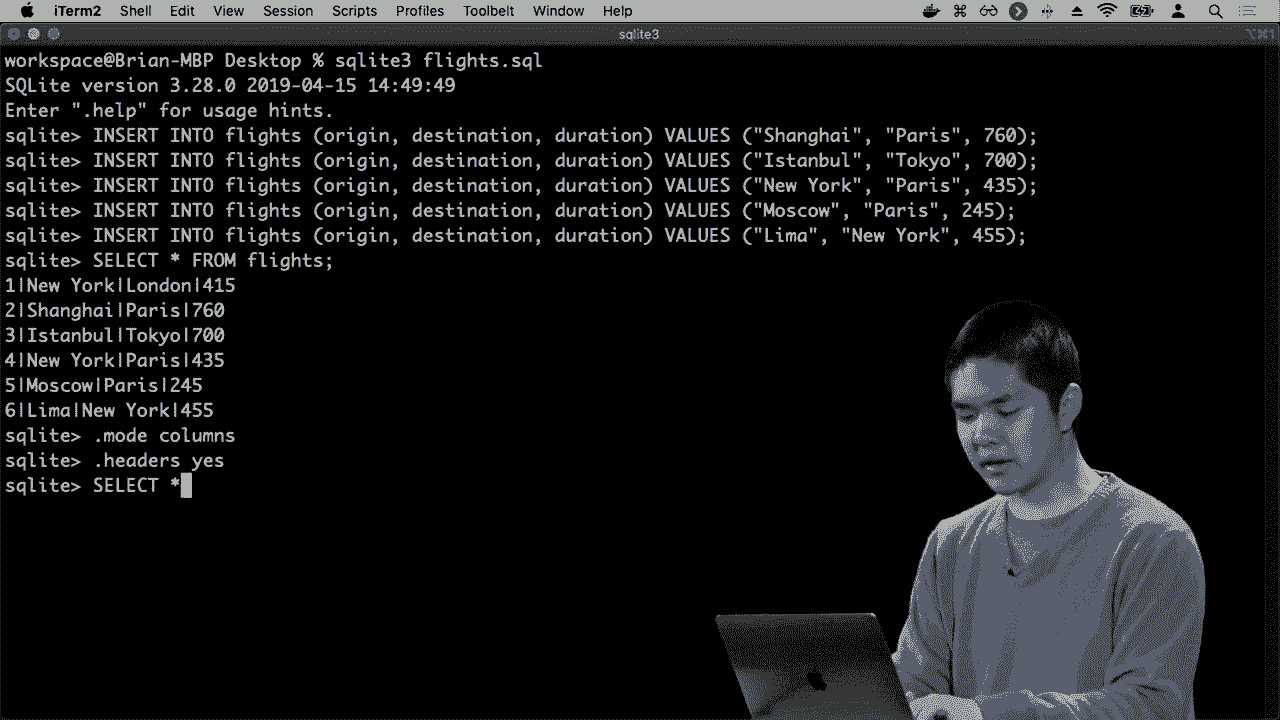 iTerm2 Shell Edit View Session Scripts Profiles Toolbelt Window Help
sqlite3
workspace@Brian-MBP Desktop % sqlite3 flights.sql
SQLite version 3.28.0 2019-04-15 14:49:49
Enter ".help" for usage hints.
sqlite> INSERT INTO flights (origin, destination, duration) VALUES ("Shanghai", "Paris", 760);
sqlite> INSERT INTO flights (origin, destination, duration) VALUES ("Istanbul", "Tokyo", 700);
sqlite> INSERT INTO flights (origin, destination, duration) VALUES ("New York", "Paris", 435);
sqlite> INSERT INTO flights (origin, destination, duration) VALUES ("Moscow", "Paris", 245);
sqlite> INSERT INTO flights (origin, destination, duration) VALUES ("Lima", "New York", 455);
sqlite> SELECT * FROM flights;
1|New York|London|415
2|Shanghai|Paris|760
3|Istanbul|Tokyo|700
4|New York|Paris|435
5|Moscow|Paris|245
6|Lima|New York|455
sqlite> .mode columns
sqlite> .headers yes
sqlite> SELECT *